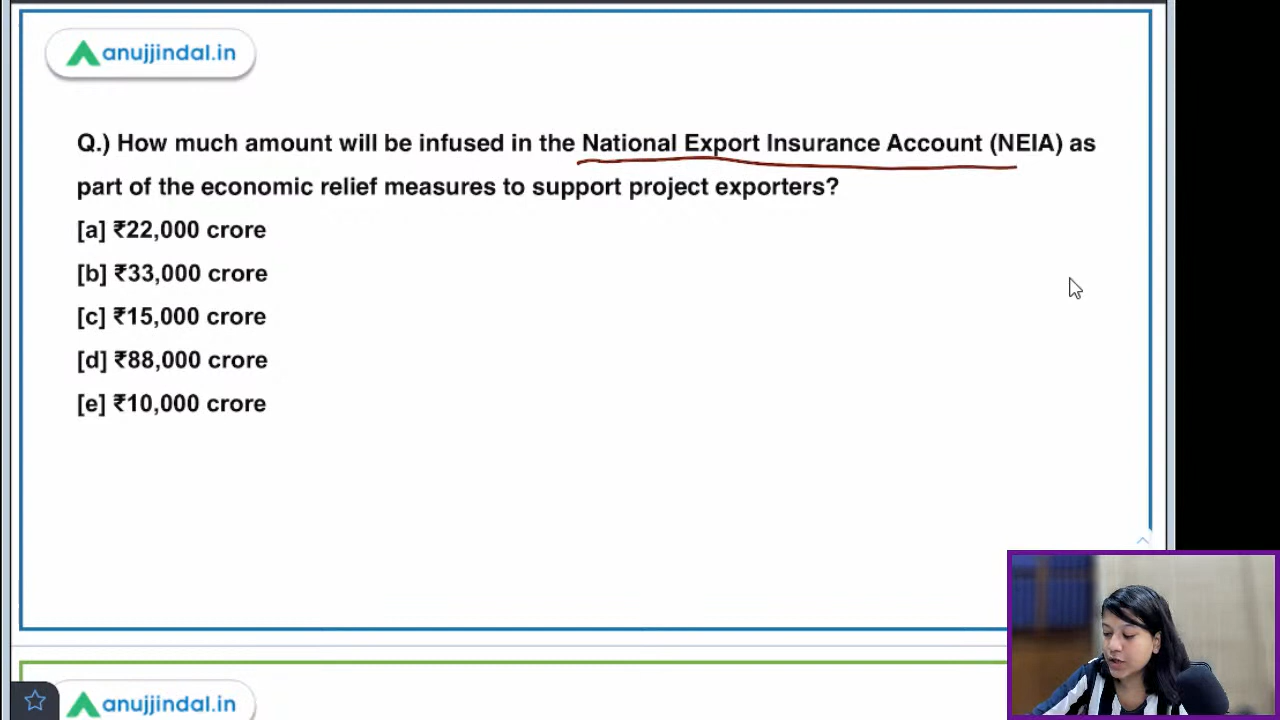 anujjindal.in
Q.) How much amount will be infused in the National Export Insurance Account (NEIA) as
part of the economic relief measures to support project exporters?
[a] ₹22,000 crore
[b] ₹33,000 crore
[c] ₹15,000 crore
[d] ₹88,000 crore
[e] ₹10,000 crore
anujjindal.in